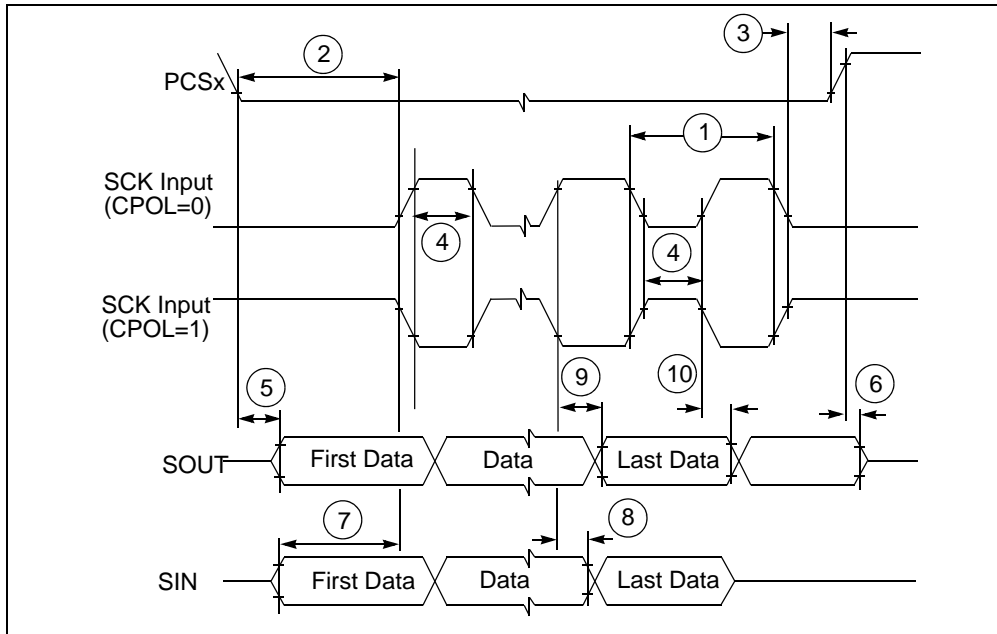 3
2
PCSx
1
SCK Input
(CPOL=0)
4
4
SCK Input
(CPOL=1)
5
9
10
6
SOUT
First Data
Data
Last Data
7
8
SIN
First Data
Data
Last Data